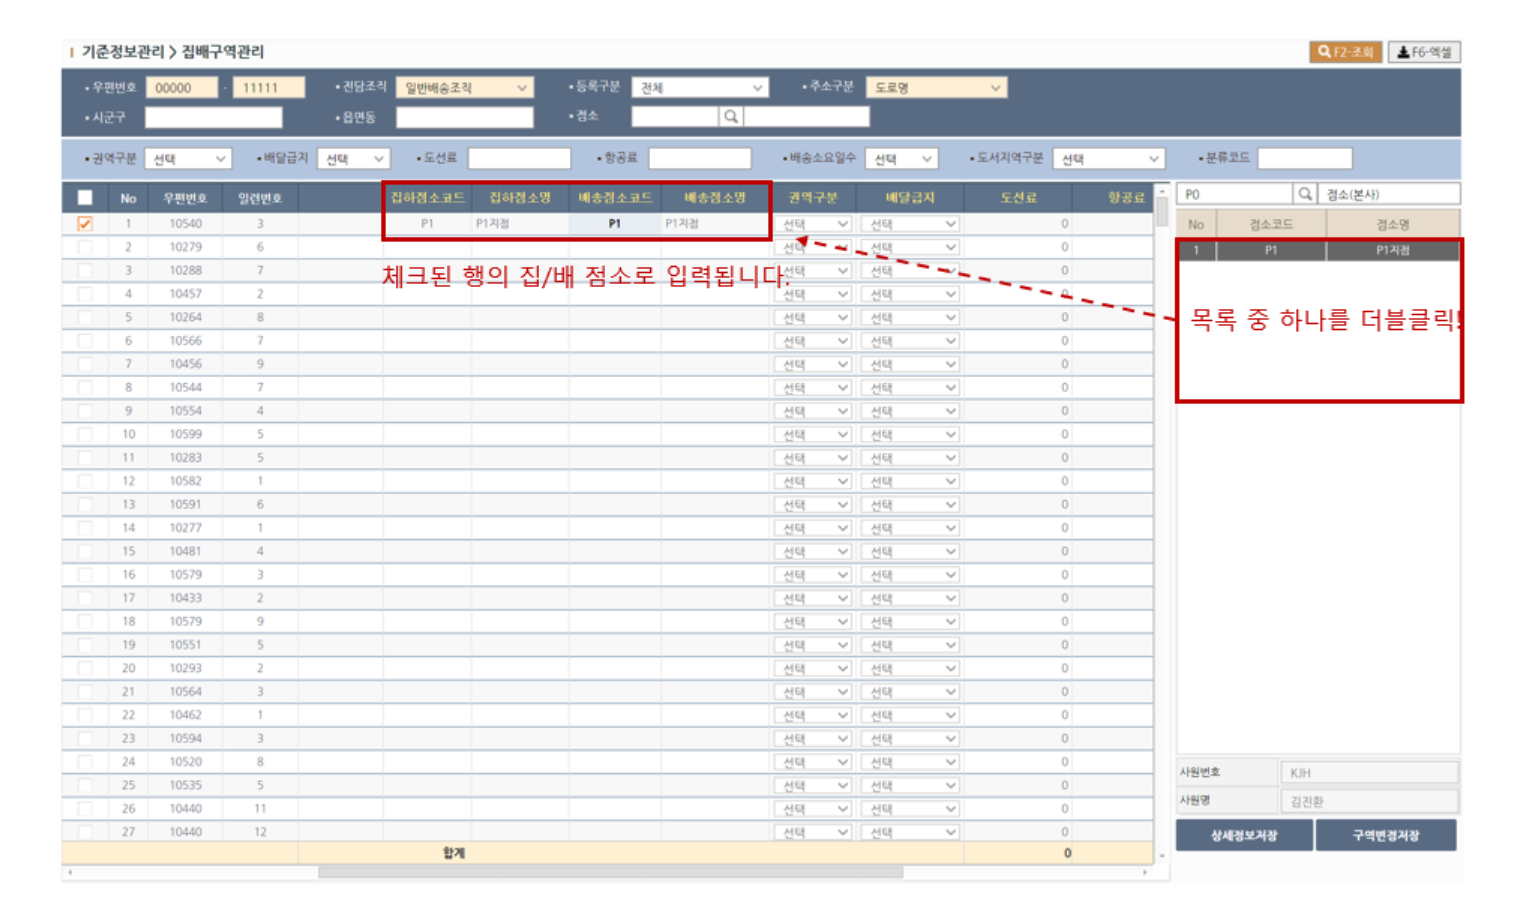 기준정보관리 > 집배구역관리 F2-조회 F6-엑셀
우편번호 00000 - 11111 전담조직 일반배송조직 등록구분 전체 주소구분 도로명
시군구 읍면동 점소
권역구분 선택 배달급지 선택 도선료 항공료 배송소요일수 선택 도서지역구분 선택 분류코드
No 우편번호 일련번호 집하점소코드 집하점소명 배송점소코드 배송점소명 권역구분 배달급지 도선료 항공료
1 10540 3 P1 P1지점 P1 P1지점 선택 선택 0
2 10279 6 선택 선택 0
3 10288 7 선택 선택 0
체크된 행의 집/배 점소로 입력됩니다.
4 10457 2 선택 선택 0
5 10264 8 선택 선택 0
6 10566 7 선택 선택 0
7 10456 9 선택 선택 0
8 10544 7 선택 선택 0
9 10554 4 선택 선택 0
10 10599 5 선택 선택 0
11 10283 5 선택 선택 0
12 10582 1 선택 선택 0
13 10591 6 선택 선택 0
14 10277 1 선택 선택 0
15 10481 4 선택 선택 0
16 10579 3 선택 선택 0
17 10433 2 선택 선택 0
18 10579 9 선택 선택 0
19 10551 5 선택 선택 0
20 10293 2 선택 선택 0
21 10564 3 선택 선택 0
22 10462 1 선택 선택 0
23 10594 3 선택 선택 0
24 10520 8 선택 선택 0
25 10535 5 선택 선택 0
26 10440 11 선택 선택 0
27 10440 12 선택 선택 0
합계 0
P0 점소(본사)
No 점소코드 점소명
1 P1 P1지점
목록 중 하나를 더블클릭!
사원번호 KJH
사원명 김진환
상세정보저장 구역변경저장